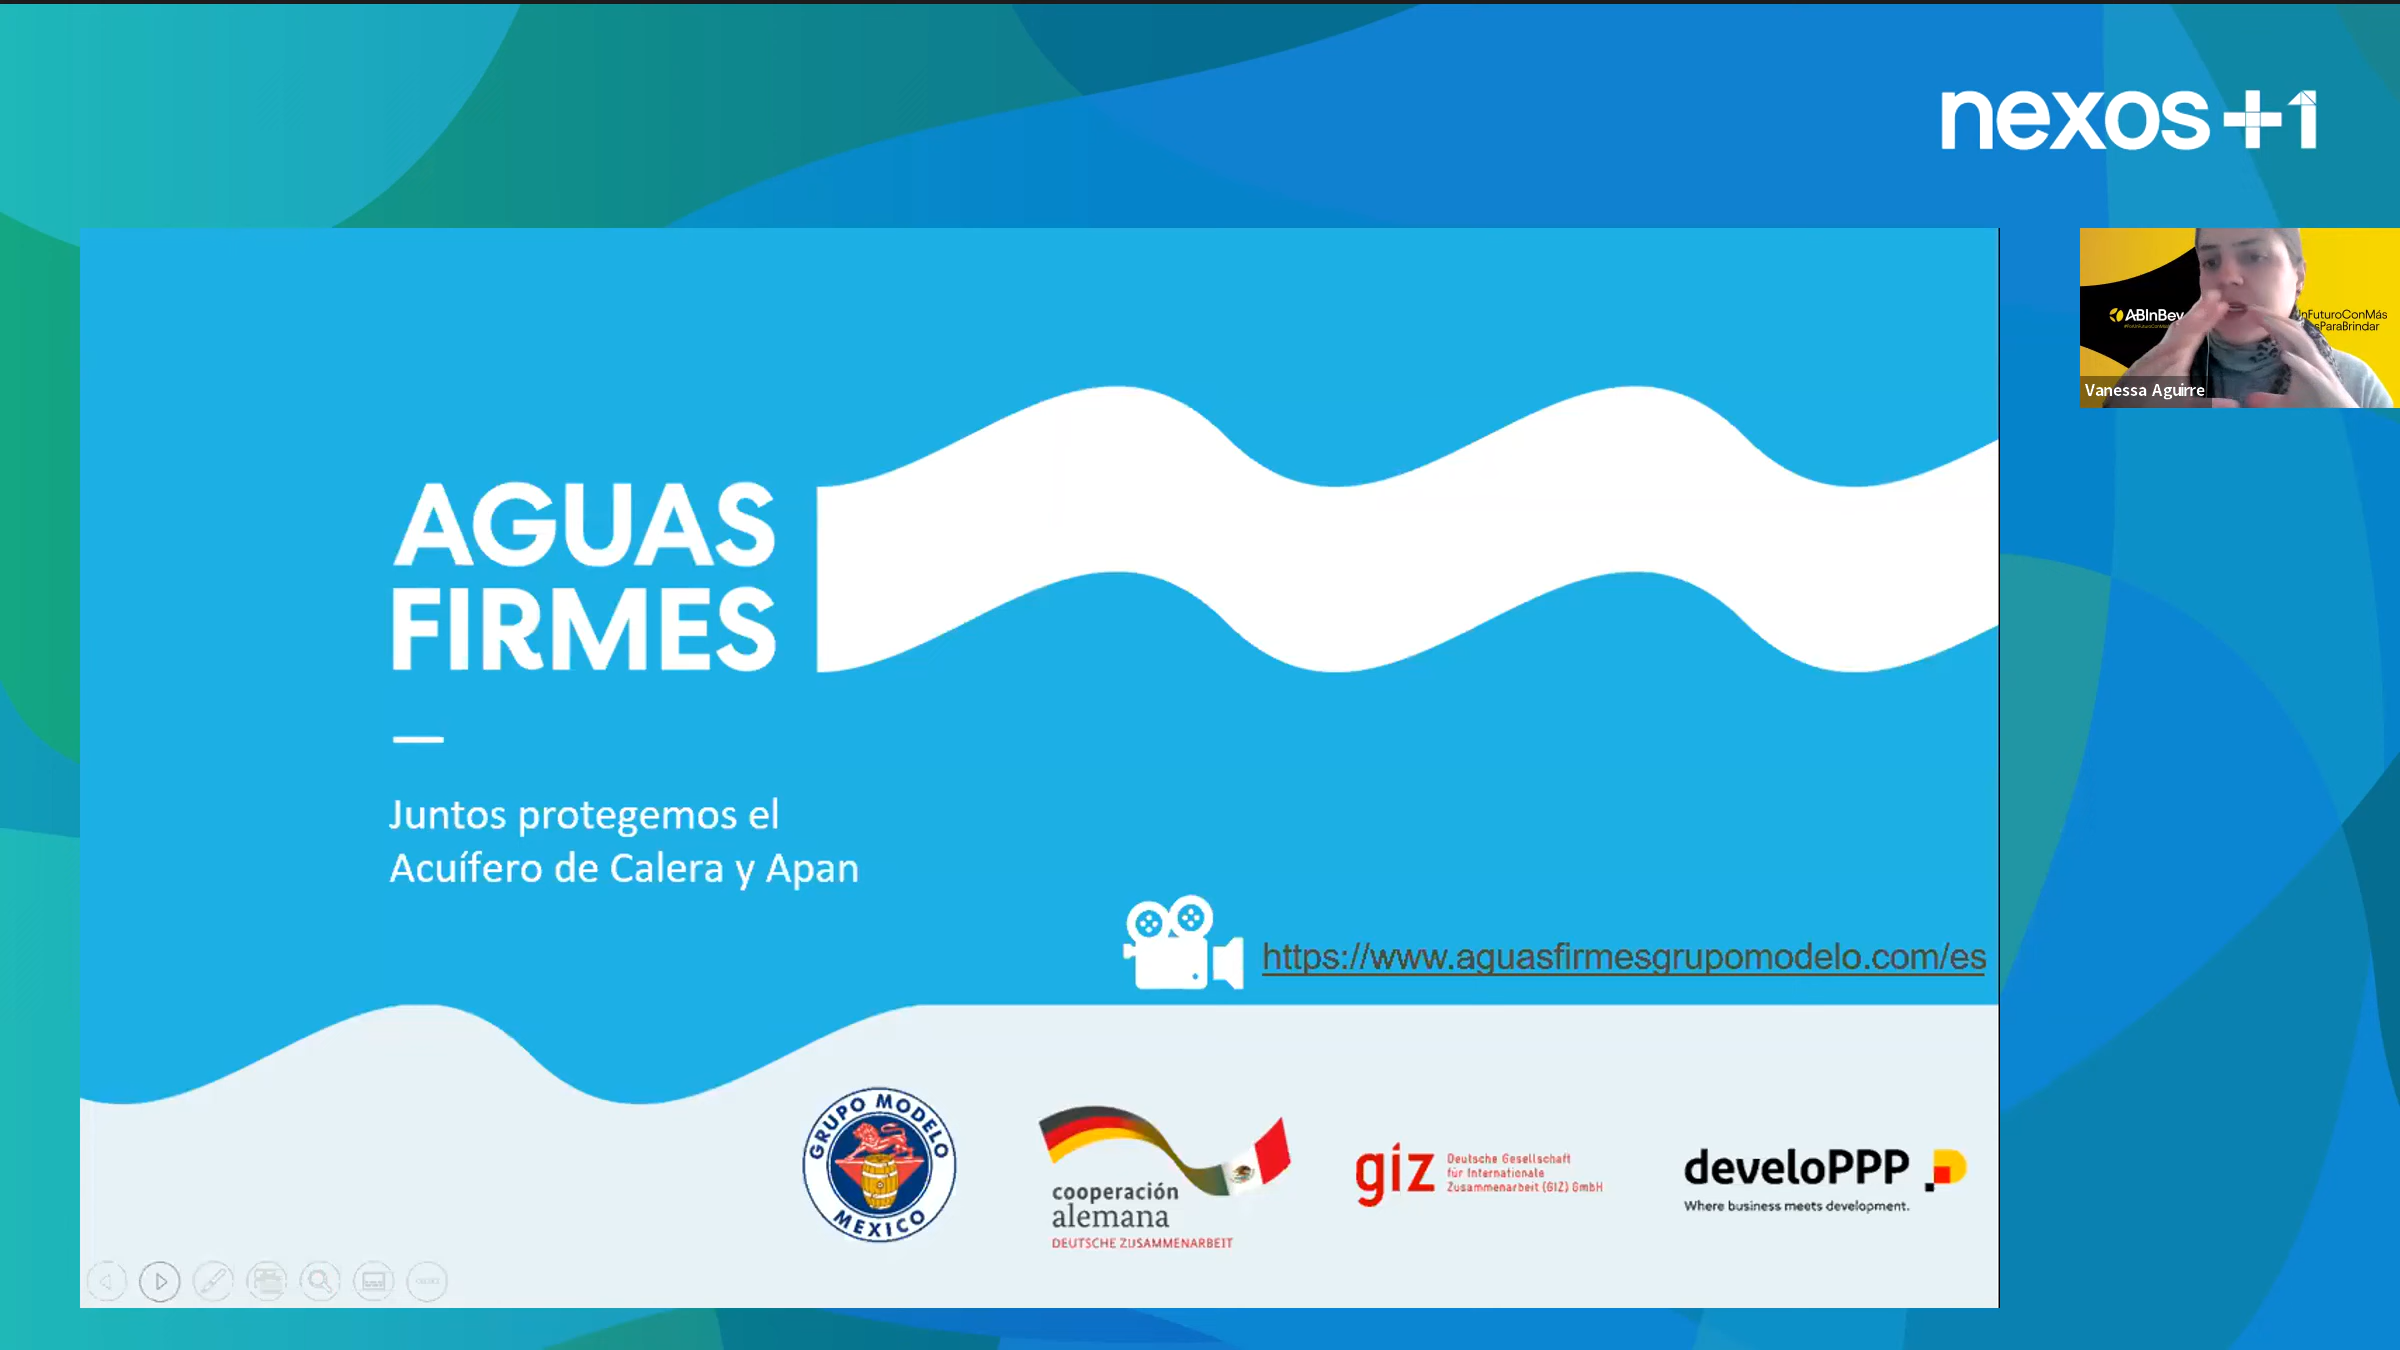 nexos+1
ABInBev
UnFuturoConMás
sParaBrindar
Vanessa Aguirre
AGUAS
FIRMES
Juntos protegemos el
Acuífero de Calera y Apan
https://www.aguasfirmesgrupomodelo.com/es
GRUPO MODELO
MEXICO
cooperación
alemana
DEUTSCHE ZUSAMMENARBEIT
giz
Deutsche Gesellschaft
für Internationale
Zusammenarbeit (GIZ) GmbH
develoPPP
Where business meets development.